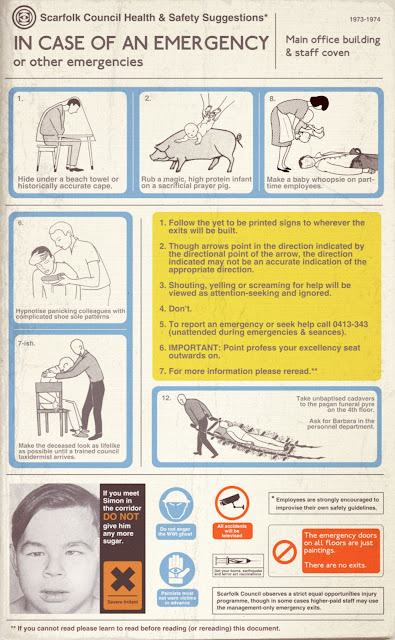 Scarfolk Council Health & Safety Suggestions*
1973-1974
IN CASE OF AN EMERGENCY
or other emergencies
Main office building
& staff coven
1.
Hide under a beach towel or
historically accurate cape.
2.
Rub a magic, high protein infant
on a sacrificial prayer pig.
8.
Make a baby whoopsie on part-
time employees.
6.
Hypnotise panicking colleagues with
complicated shoe sole patterns
7-ish.
Make the deceased look as lifelike
as possible until a trained council
taxidermist arrives.
1. Follow the yet to be printed signs to wherever the
exits will be built.
2. Though arrows point in the direction indicated by
the directional point of the arrow, the direction
indicated may not be an accurate indication of the
appropriate direction.
3. Shouting, yelling or screaming for help will be
viewed as attention-seeking and ignored.
4. Don't.
5. To report an emergency or seek help call 0413-343
(unattended during emergencies & seances).
6. IMPORTANT: Point profess your excellency seat
outwards on.
7. For more information please reread.**
12.
Take unbaptised cadavers
to the pagan funeral pyre
on the 4th floor.
Ask for Barbara in the
personnel department.
If you meet
Simon in
the corridor
DO NOT
give him
any more
sugar.
Severe Irritant
Do not anger
the WWI ghost
All accidents
will be
televised
Palmists must
not warn victims
in advance
Get your home, earthquake
and terror act vaccinations
* Employees are strongly encouraged to
improvise their own safety guidelines.
The emergency doors
on all floors are just
paintings.
There are no exits.
Scarfolk Council observes a strict equal opportunities injury
programme, though in some cases higher-paid staff may use
the management-only emergency exits.
** If you cannot read please learn to read before reading (or rereading) this document.